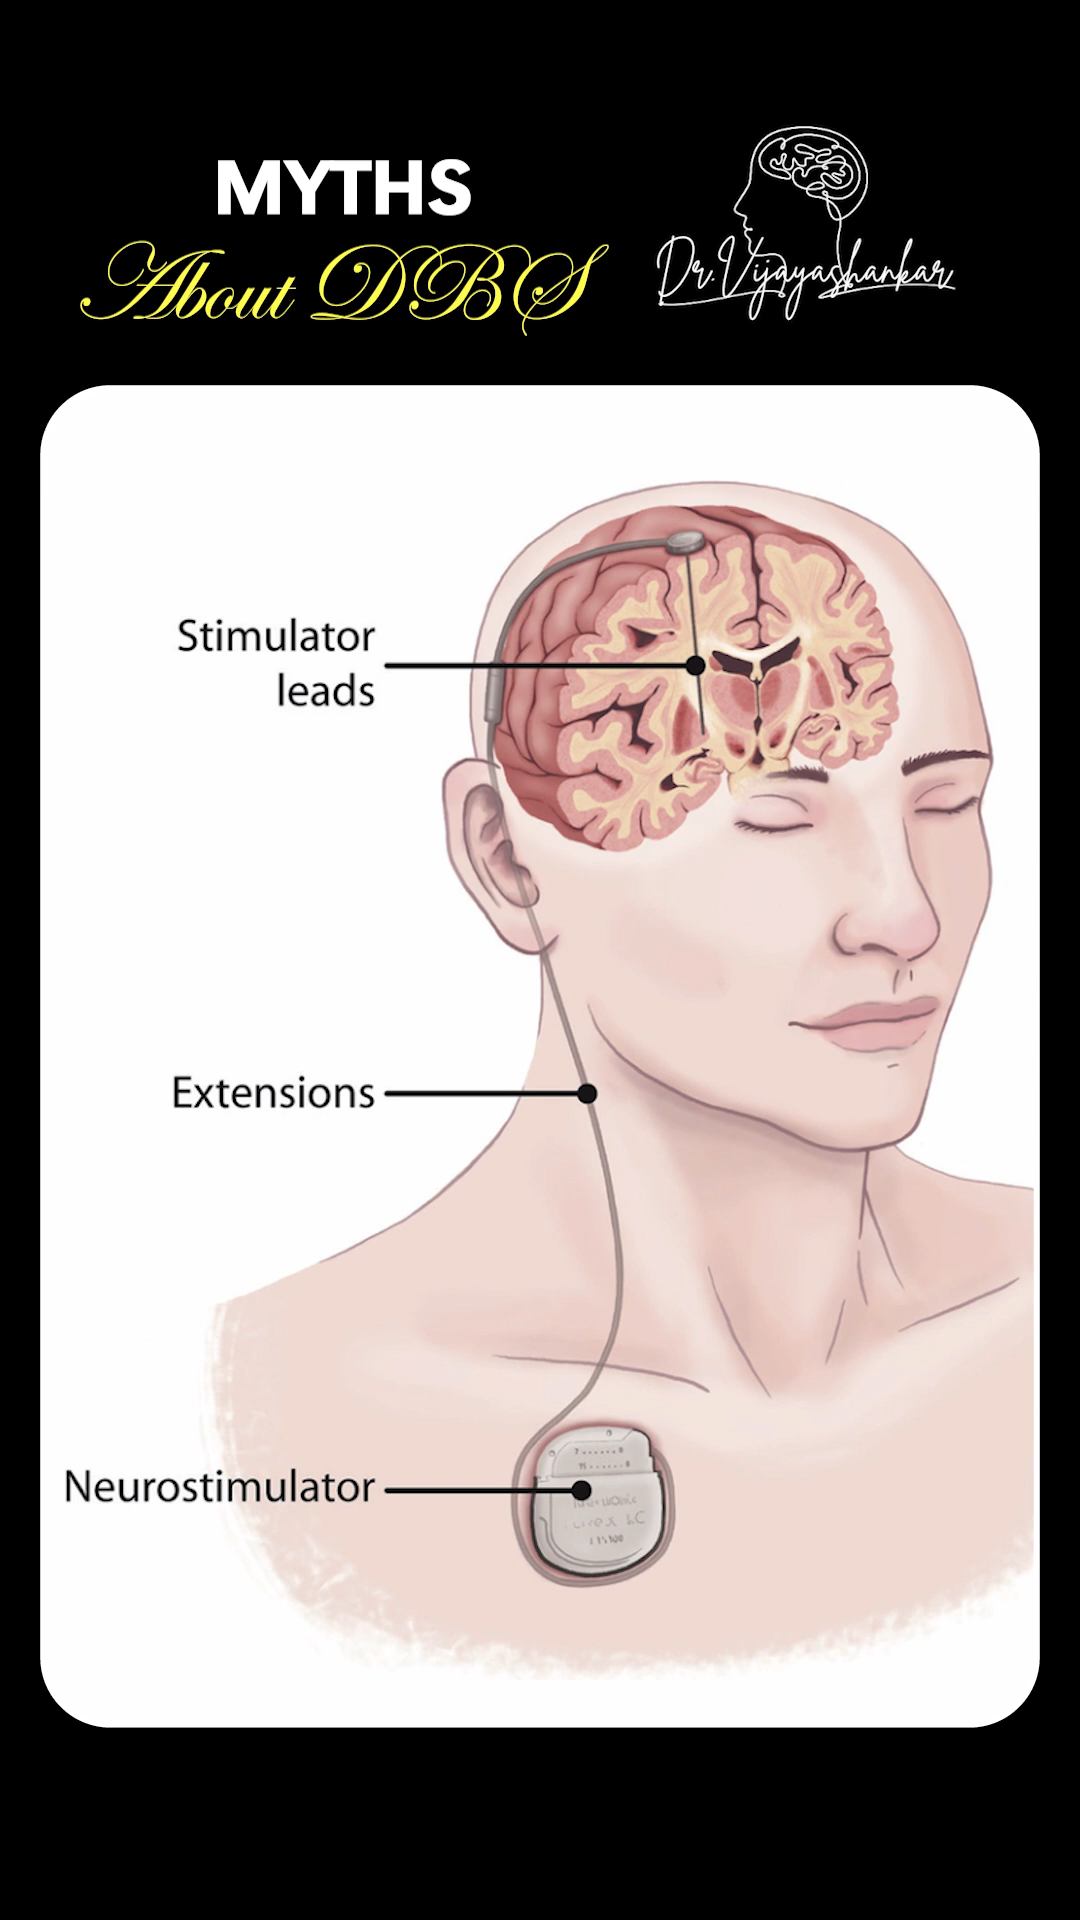 MYTHS
About DBS
Dr.Vijayashankar
Stimulator
leads
Extensions
Neurostimulator